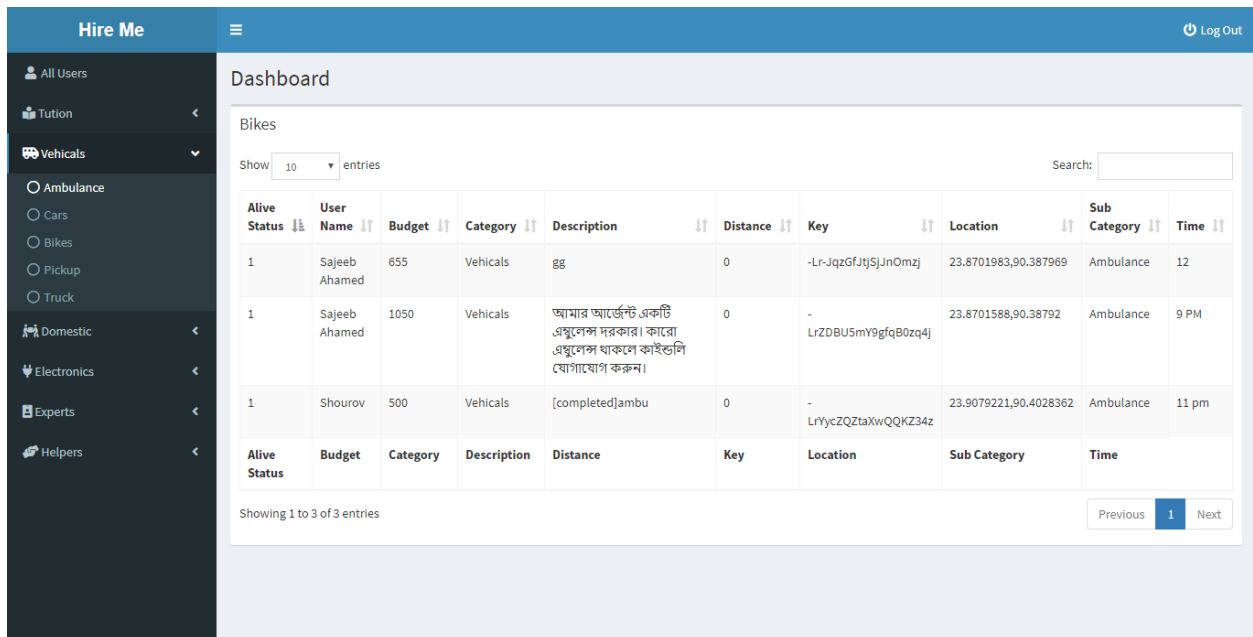 Hire Me
Log Out
All Users
Tution
Vehicals
Ambulance
Cars
Bikes
Pickup
Truck
Domestic
Electronics
Experts
Helpers
Dashboard
Bikes
Show 10 entries
Search:
Alive Status User Name Budget Category Description Distance Key Location Sub Category Time
1 Sajeeb Ahamed 655 Vehicals gg 0 -Lr-JqzGfJtjSjJnOmzj 23.8701983,90.387969 Ambulance 12
1 Sajeeb Ahamed 1050 Vehicals আমার আর্জেন্ট একটি এম্বুলেন্স দরকার। কারো এম্বুলেন্স থাকলে কাইন্ডলি যোগাযোগ করুন। 0 -LrZDBU5mY9gfqB0zq4j 23.8701588,90.38792 Ambulance 9 PM
1 Shourov 500 Vehicals [completed]ambu 0 -LrYycZQZtaXwQQKZ34z 23.9079221,90.4028362 Ambulance 11 pm
Alive Status Budget Category Description Distance Key Location Sub Category Time
Showing 1 to 3 of 3 entries
Previous 1 Next